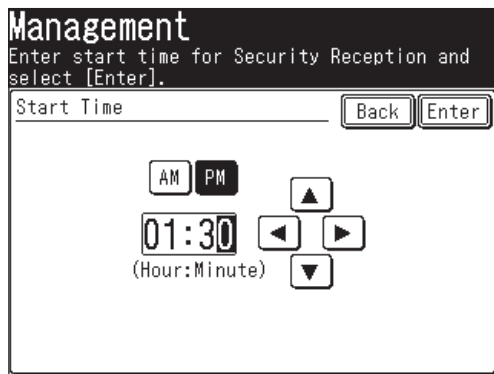 Management
Enter start time for Security Reception and
select [Enter].
Start Time
Back
Enter
AM
PM
01:30
(Hour:Minute)